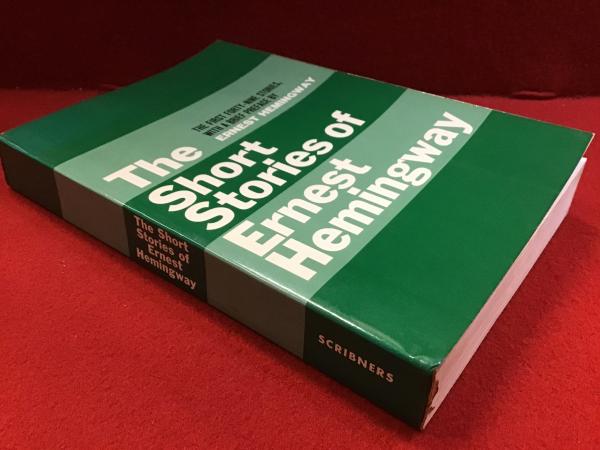 THE FIRST FORTY-NINE STORIES,
WITH A BRIEF PREFACE BY
ERNEST HEMINGWAY
The
Short
Stories of
Ernest
Hemingway
The Short
Stories of
Ernest
Hemingway
SCRIBNERS